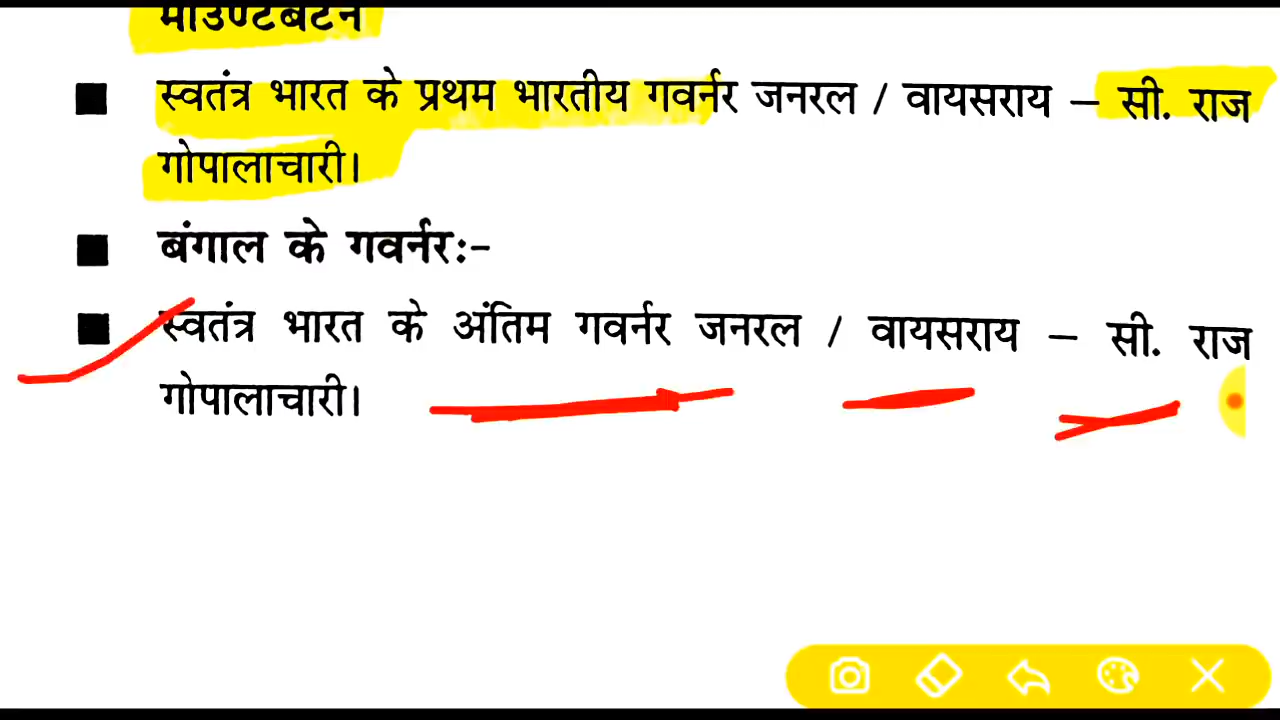 माउण्टबेटन
स्वतंत्र भारत के प्रथम भारतीय गवर्नर जनरल / वायसराय – सी. राज
गोपालाचारी।
बंगाल के गवर्नर:-
स्वतंत्र भारत के अंतिम गवर्नर जनरल / वायसराय – सी. राज
गोपालाचारी।